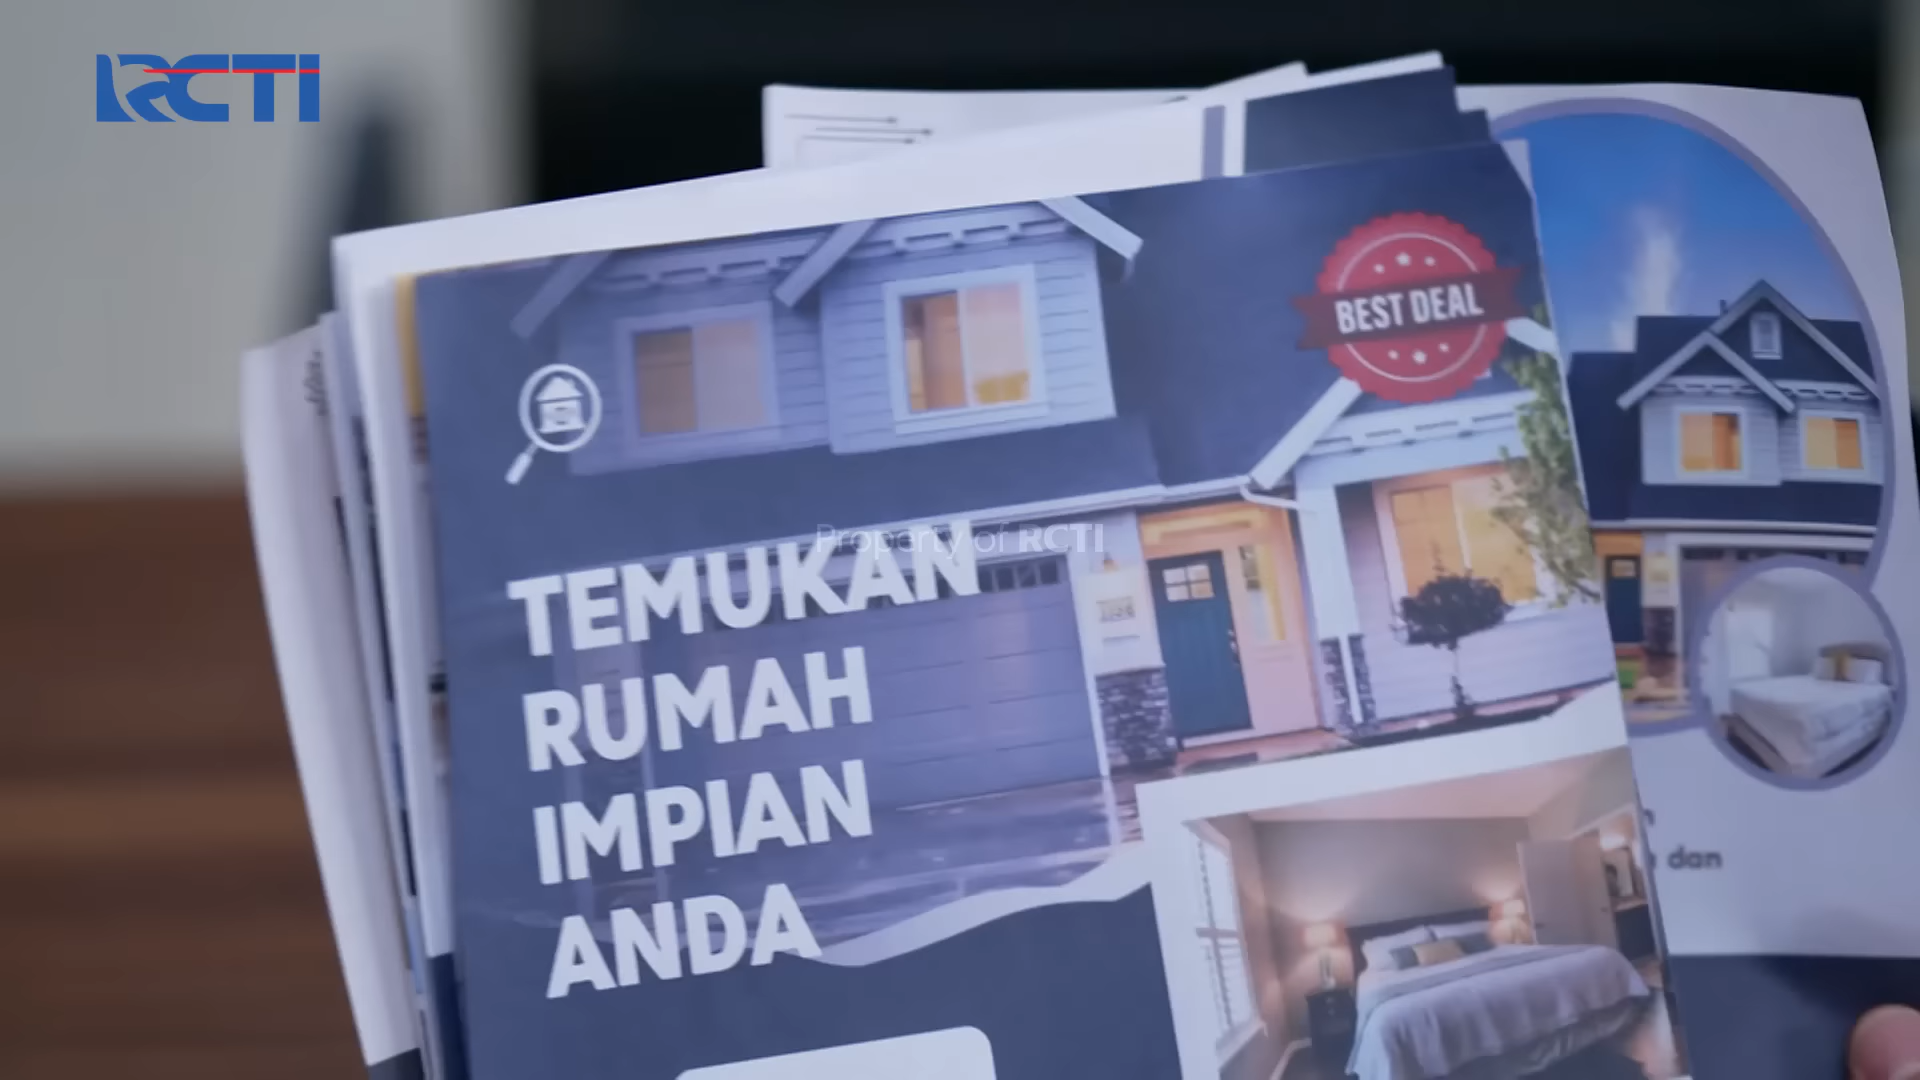 RCTI
BEST DEAL
Property of RCTI
TEMUKAN
RUMAH
IMPIAN
ANDA
dan